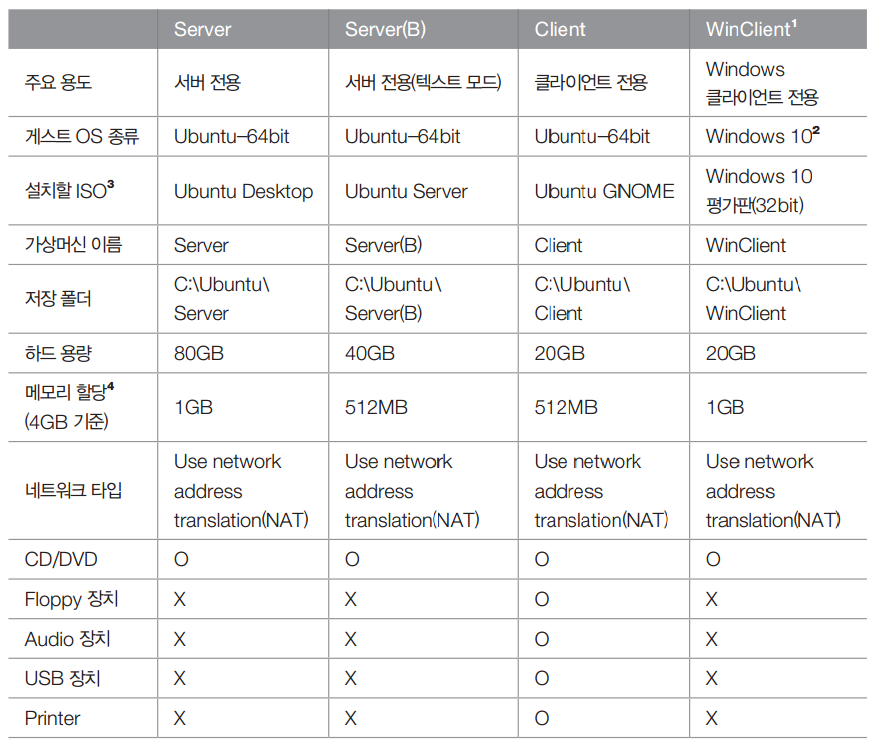 Server Server(B) Client WinClient¹
주요 용도 서버 전용 서버 전용(텍스트 모드) 클라이언트 전용 Windows
클라이언트 전용
게스트 OS 종류 Ubuntu–64bit Ubuntu–64bit Ubuntu–64bit Windows 10²
설치할 ISO³ Ubuntu Desktop Ubuntu Server Ubuntu GNOME Windows 10
평가판(32bit)
가상머신 이름 Server Server(B) Client WinClient
저장 폴더 C:\Ubuntu\ C:\Ubuntu\ C:\Ubuntu\ C:\Ubuntu\
Server Server(B) Client WinClient
하드 용량 80GB 40GB 20GB 20GB
메모리 할당⁴
(4GB 기준) 1GB 512MB 512MB 1GB
네트워크 타입 Use network Use network Use network Use network
address address address address
translation(NAT) translation(NAT) translation(NAT) translation(NAT)
CD/DVD O O O O
Floppy 장치 X X O X
Audio 장치 X X O X
USB 장치 X X O X
Printer X X O X